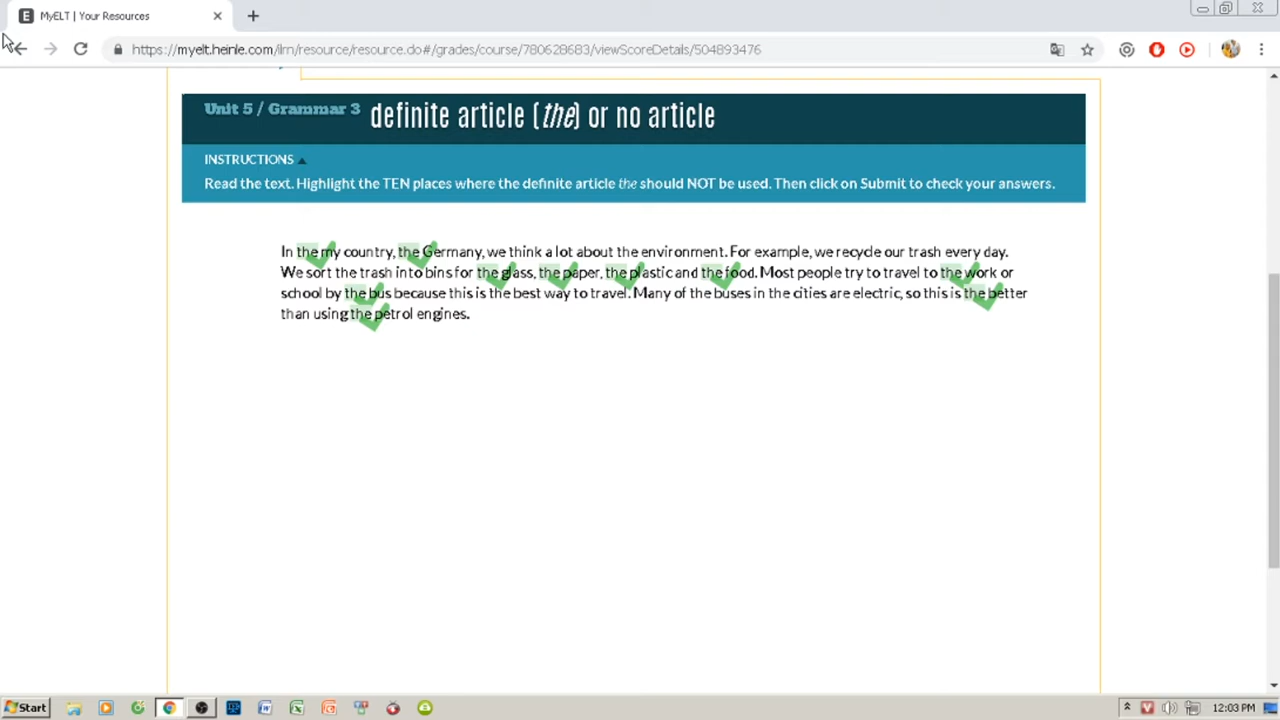 MyELT | Your Resources
https://myelt.heinle.com/ilrn/resource/resource.do#/grades/course/780628683/viewScoreDetails/504893476
Unit 5 / Grammar 3 definite article (the) or no article
INSTRUCTIONS
Read the text. Highlight the TEN places where the definite article the should NOT be used. Then click on Submit to check your answers.
In the my country, the Germany, we think a lot about the environment. For example, we recycle our trash every day.
We sort the trash into bins for the glass, the paper, the plastic and the food. Most people try to travel to the work or
school by the bus because this is the best way to travel. Many of the buses in the cities are electric, so this is the better
than using the petrol engines.
Start
12:03 PM